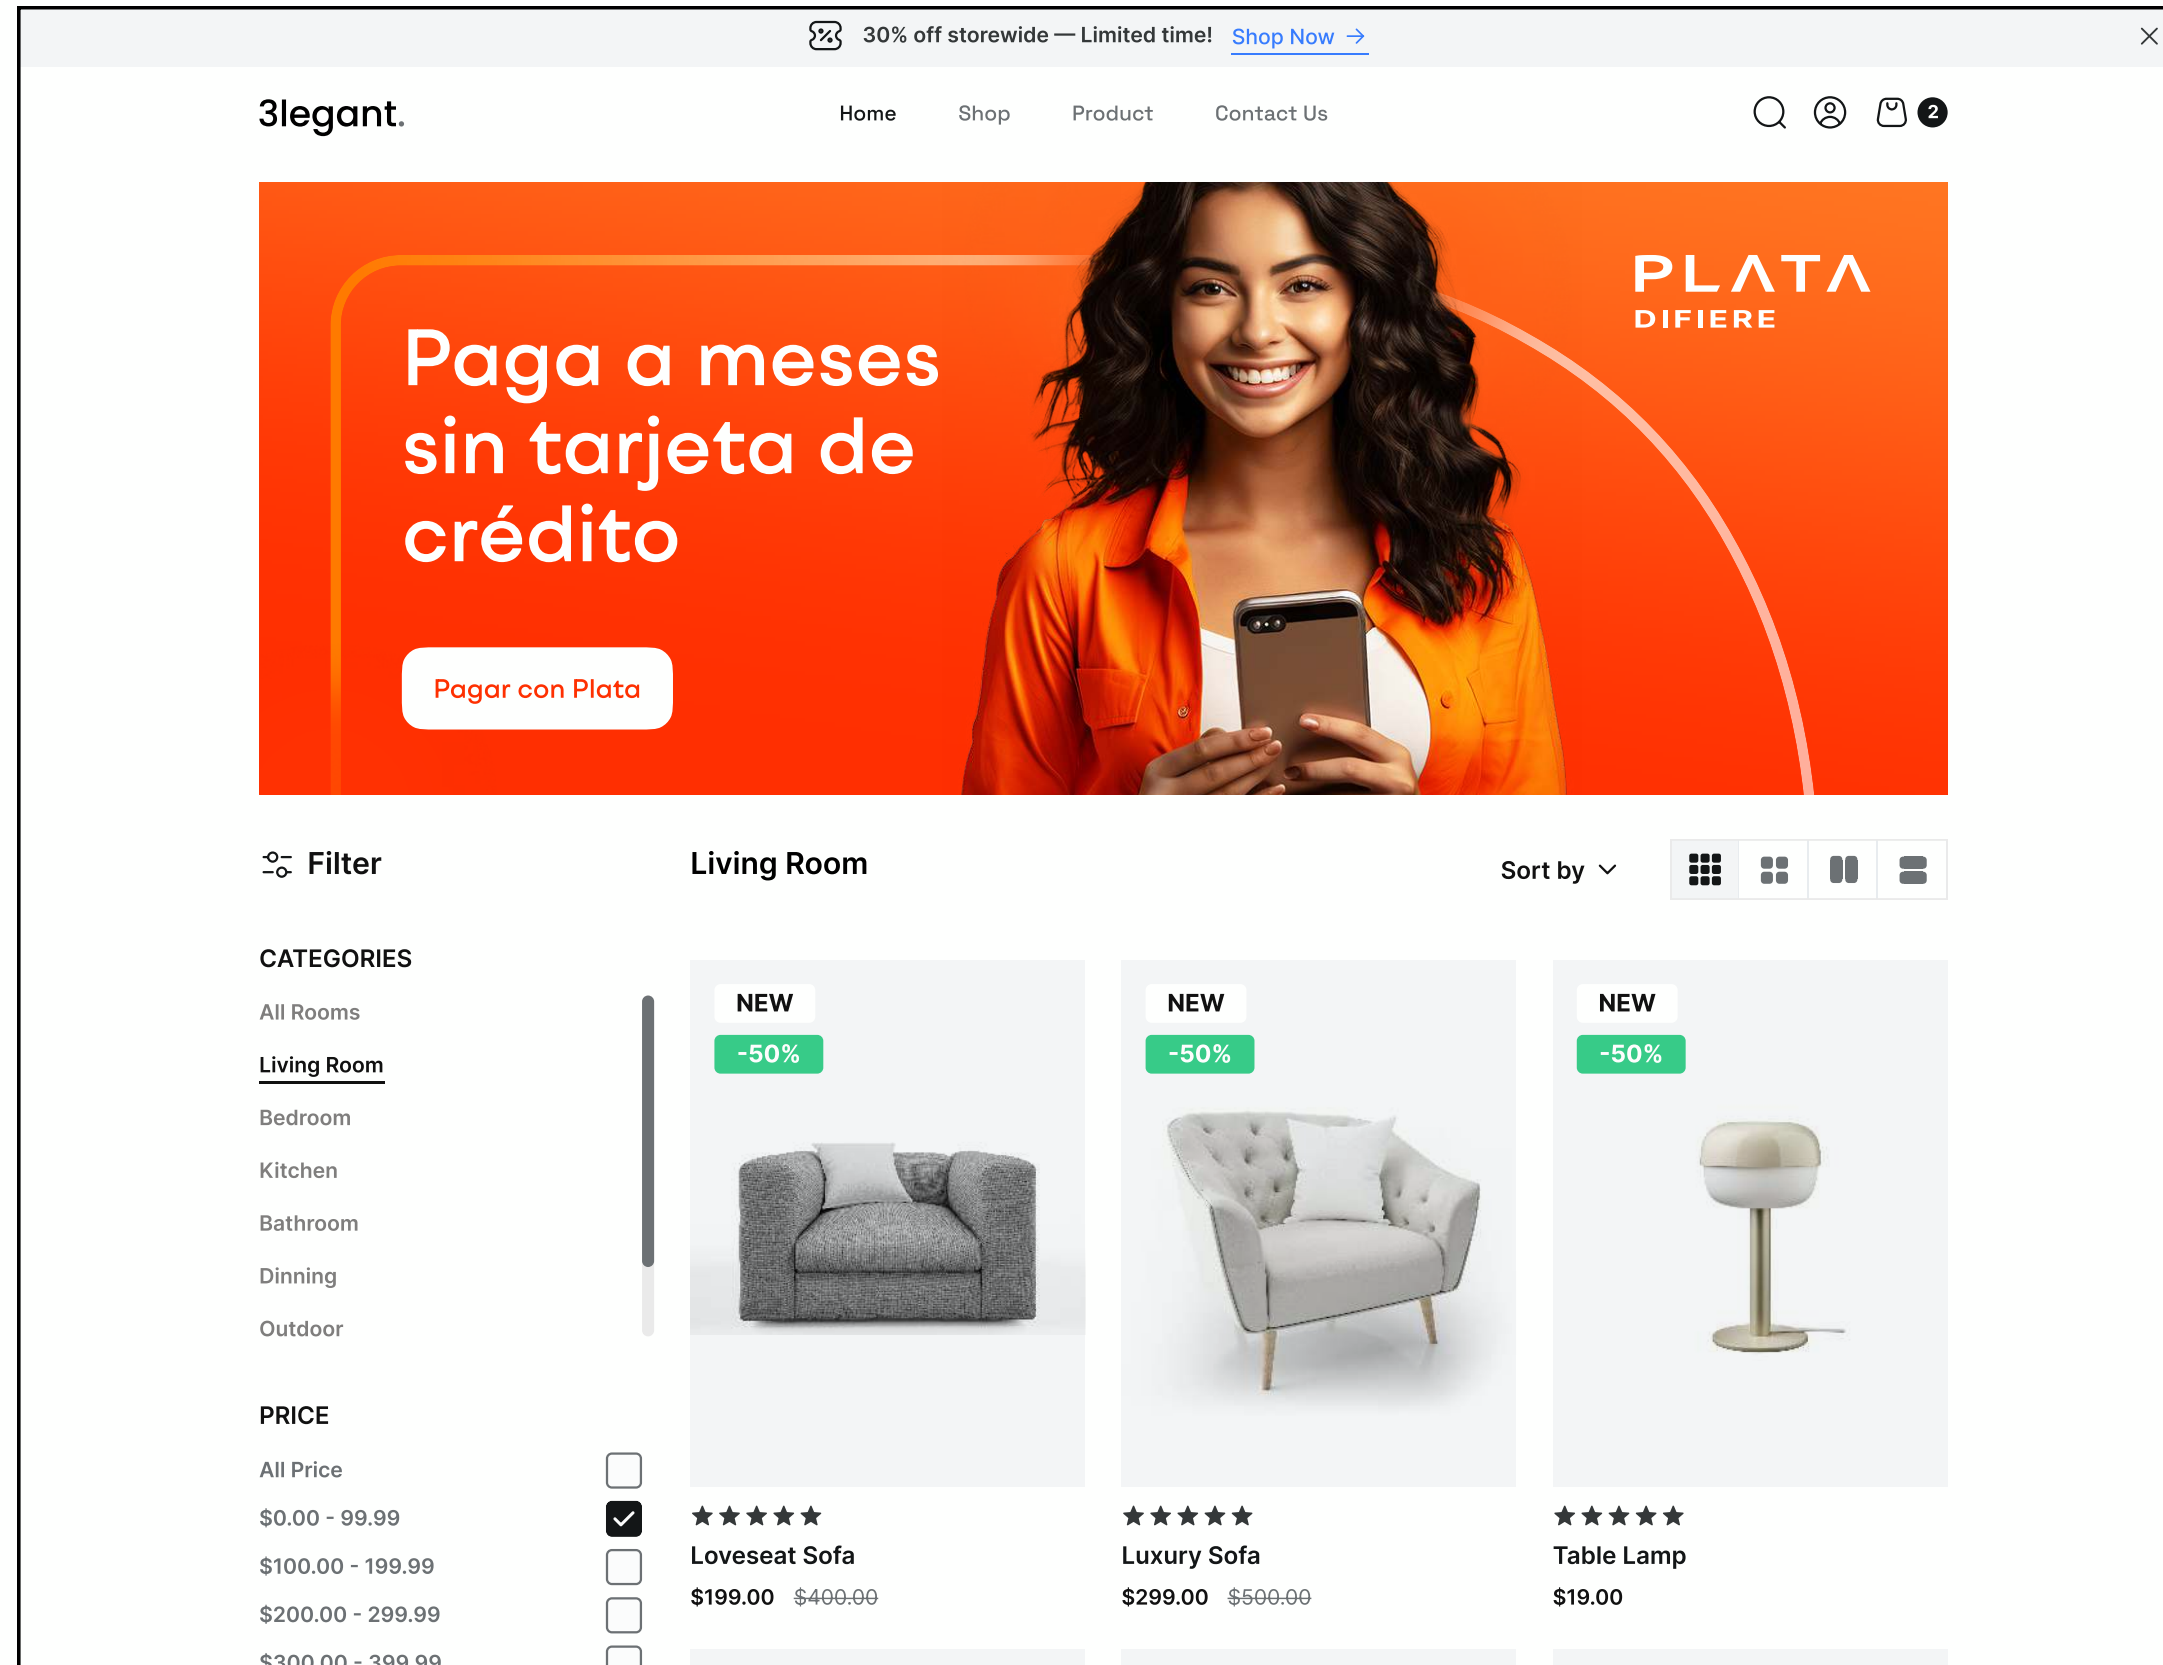 30% off storewide — Limited time! Shop Now
3legant.
Home Shop Product Contact Us
2
PLATA
DIFIERE
Paga a meses
sin tarjeta de
crédito
Pagar con Plata
Filter
Living Room
Sort by
CATEGORIES
All Rooms
Living Room
Bedroom
Kitchen
Bathroom
Dinning
Outdoor
PRICE
All Price
$0.00 - 99.99
$100.00 - 199.99
$200.00 - 299.99
$300.00 - 399.99
NEW
-50%
Loveseat Sofa
$199.00 $400.00
NEW
-50%
Luxury Sofa
$299.00 $500.00
NEW
-50%
Table Lamp
$19.00